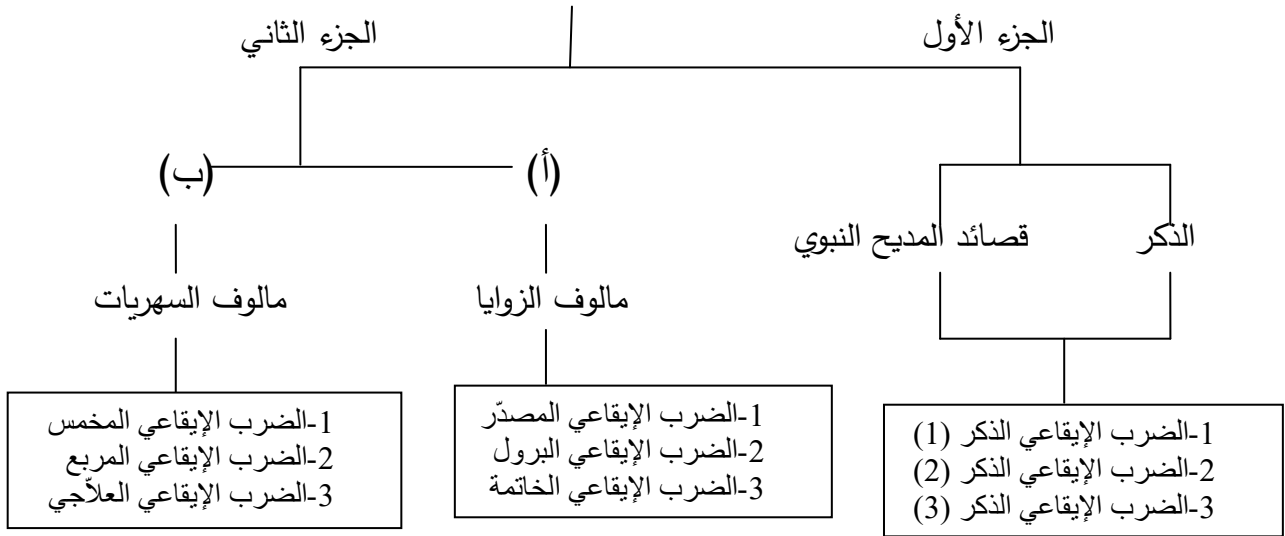 الجزء الأول
الجزء الثاني
(أ)
(ب)
الذكر
قصائد المديح النبوي
مالوف الزوايا
مالوف السهريات
1-الضرب الإيقاعي الذكر (1)
2-الضرب الإيقاعي الذكر (2)
3-الضرب الإيقاعي الذكر (3)
1-الضرب الإيقاعي المصدّر
2-الضرب الإيقاعي البرول
3-الضرب الإيقاعي الخاتمة
1-الضرب الإيقاعي المخمس
2-الضرب الإيقاعي المربع
3-الضرب الإيقاعي العلاّجي